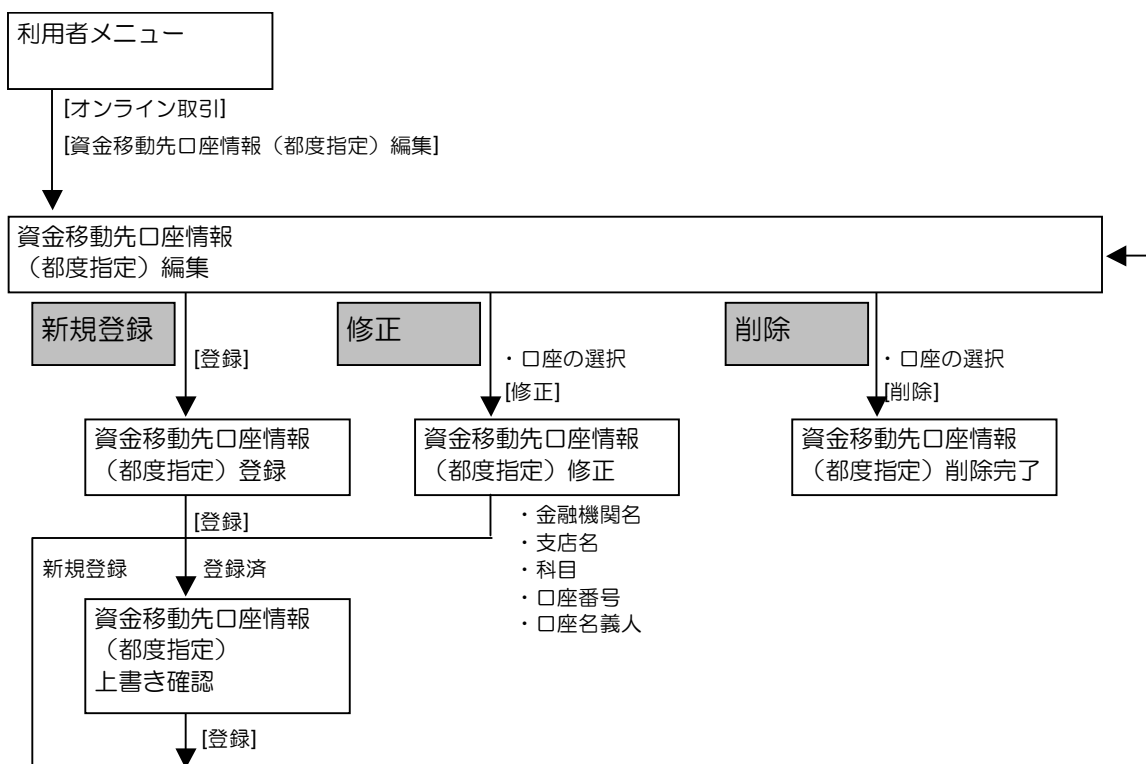 利用者メニュー
[オンライン取引]
[資金移動先口座情報（都度指定）編集]
資金移動先口座情報
（都度指定）編集
新規登録
[登録]
修正
・口座の選択
[修正]
削除
・口座の選択
[削除]
資金移動先口座情報
（都度指定）登録
資金移動先口座情報
（都度指定）修正
資金移動先口座情報
（都度指定）削除完了
[登録]
・金融機関名
・支店名
・科目
・口座番号
・口座名義人
新規登録
登録済
資金移動先口座情報
（都度指定）
上書き確認
[登録]